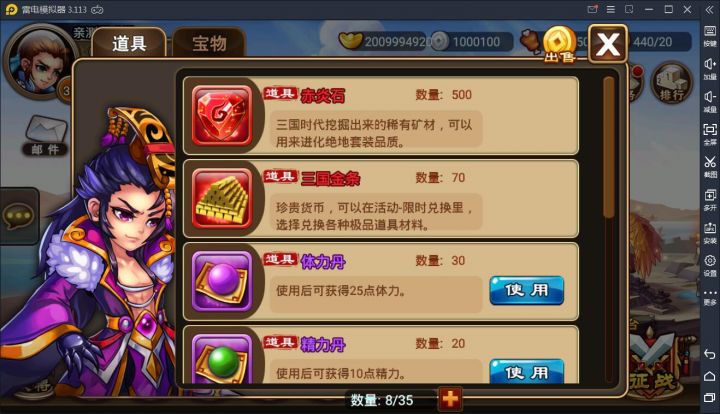 雷电模拟器 3.113
亲测
道具
宝物
2009994920
1000100
出售
440/20
X
邮件
排行
道具 赤炎石 数量: 500
三国时代挖掘出来的稀有矿材，可以
用来进化绝地套装品质。
道具 三国金条 数量: 70
珍贵货币，可以在活动-限时兑换里，
选择兑换各种极品道具材料。
道具 体力丹 数量: 30
使用后可获得25点体力。
使用
道具 精力丹 数量: 20
使用后可获得10点精力。
使用
数量: 8/35
征战
按键
加量
减量
全屏
截图
多开
安装
设置
更多